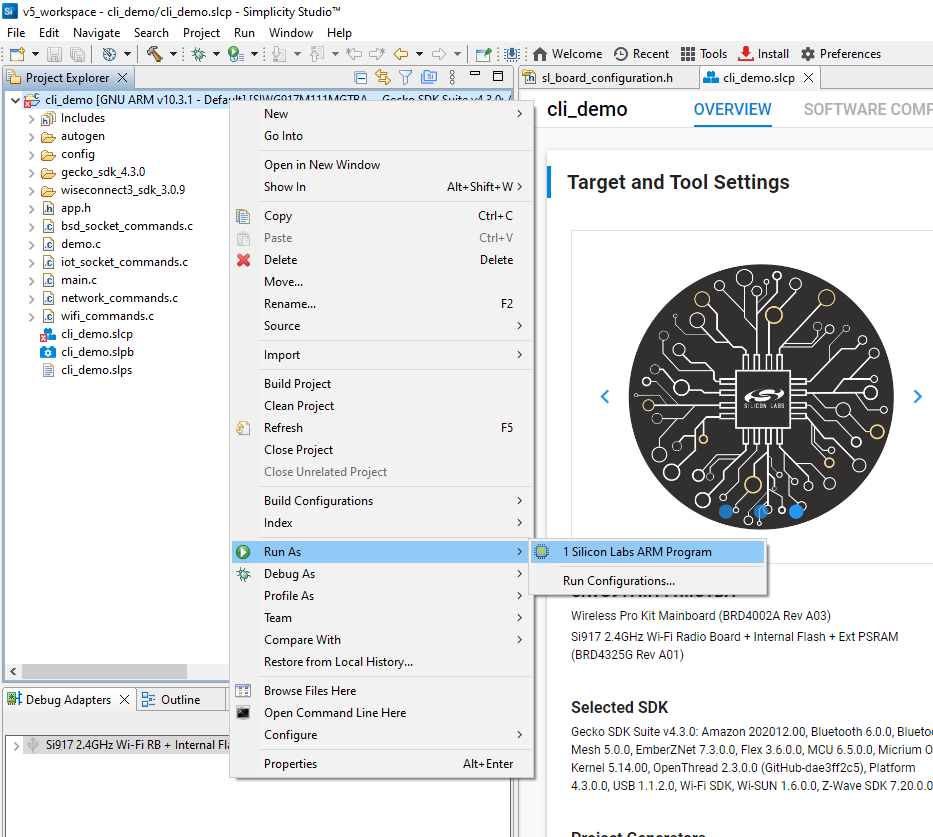 v5_workspace - cli_demo/cli_demo.slcp - Simplicity Studio™
File Edit Navigate Search Project Run Window Help
Welcome Recent Tools Install Preferences
Project Explorer
cli_demo [GNU ARM v10.3.1 - Default] [SIWG917M111MGTBA - Gecko SDK Suite v4.3.0: /
Includes
autogen
config
gecko_sdk_4.3.0
wiseconnect3_sdk_3.0.9
app.h
bsd_socket_commands.c
demo.c
iot_socket_commands.c
main.c
network_commands.c
wifi_commands.c
cli_demo.slcp
cli_demo.slpb
cli_demo.slps
Debug Adapters
Outline
Si917 2.4GHz Wi-Fi RB + Internal Fla
New
Go Into
Open in New Window
Show In Alt+Shift+W
Copy Ctrl+C
Paste Ctrl+V
Delete Delete
Move...
Rename... F2
Source
Import
Build Project
Clean Project
Refresh F5
Close Project
Close Unrelated Project
Build Configurations
Index
Run As
Debug As
Profile As
Team
Compare With
Restore from Local History...
Browse Files Here
Open Command Line Here
Configure
Properties Alt+Enter
1 Silicon Labs ARM Program
Run Configurations...
sl_board_configuration.h
cli_demo.slcp
cli_demo OVERVIEW SOFTWARE COMP
Target and Tool Settings
SILICON LABS
Wireless Pro Kit Mainboard (BRD4002A Rev A03)
Si917 2.4GHz Wi-Fi Radio Board + Internal Flash + Ext PSRAM
(BRD4325G Rev A01)
Selected SDK
Gecko SDK Suite v4.3.0: Amazon 202012.00, Bluetooth 6.0.0, Blueto
Mesh 5.0.0, EmberZNet 7.3.0.0, Flex 3.6.0.0, MCU 6.5.0.0, Micrium O
Kernel 5.14.00, OpenThread 2.3.0.0 (GitHub-dae3ff2c5), Platform
4.3.0.0, USB 1.1.2.0, Wi-Fi SDK, Wi-SUN 1.6.0.0, Z-Wave SDK 7.20.0.0
Project Generators